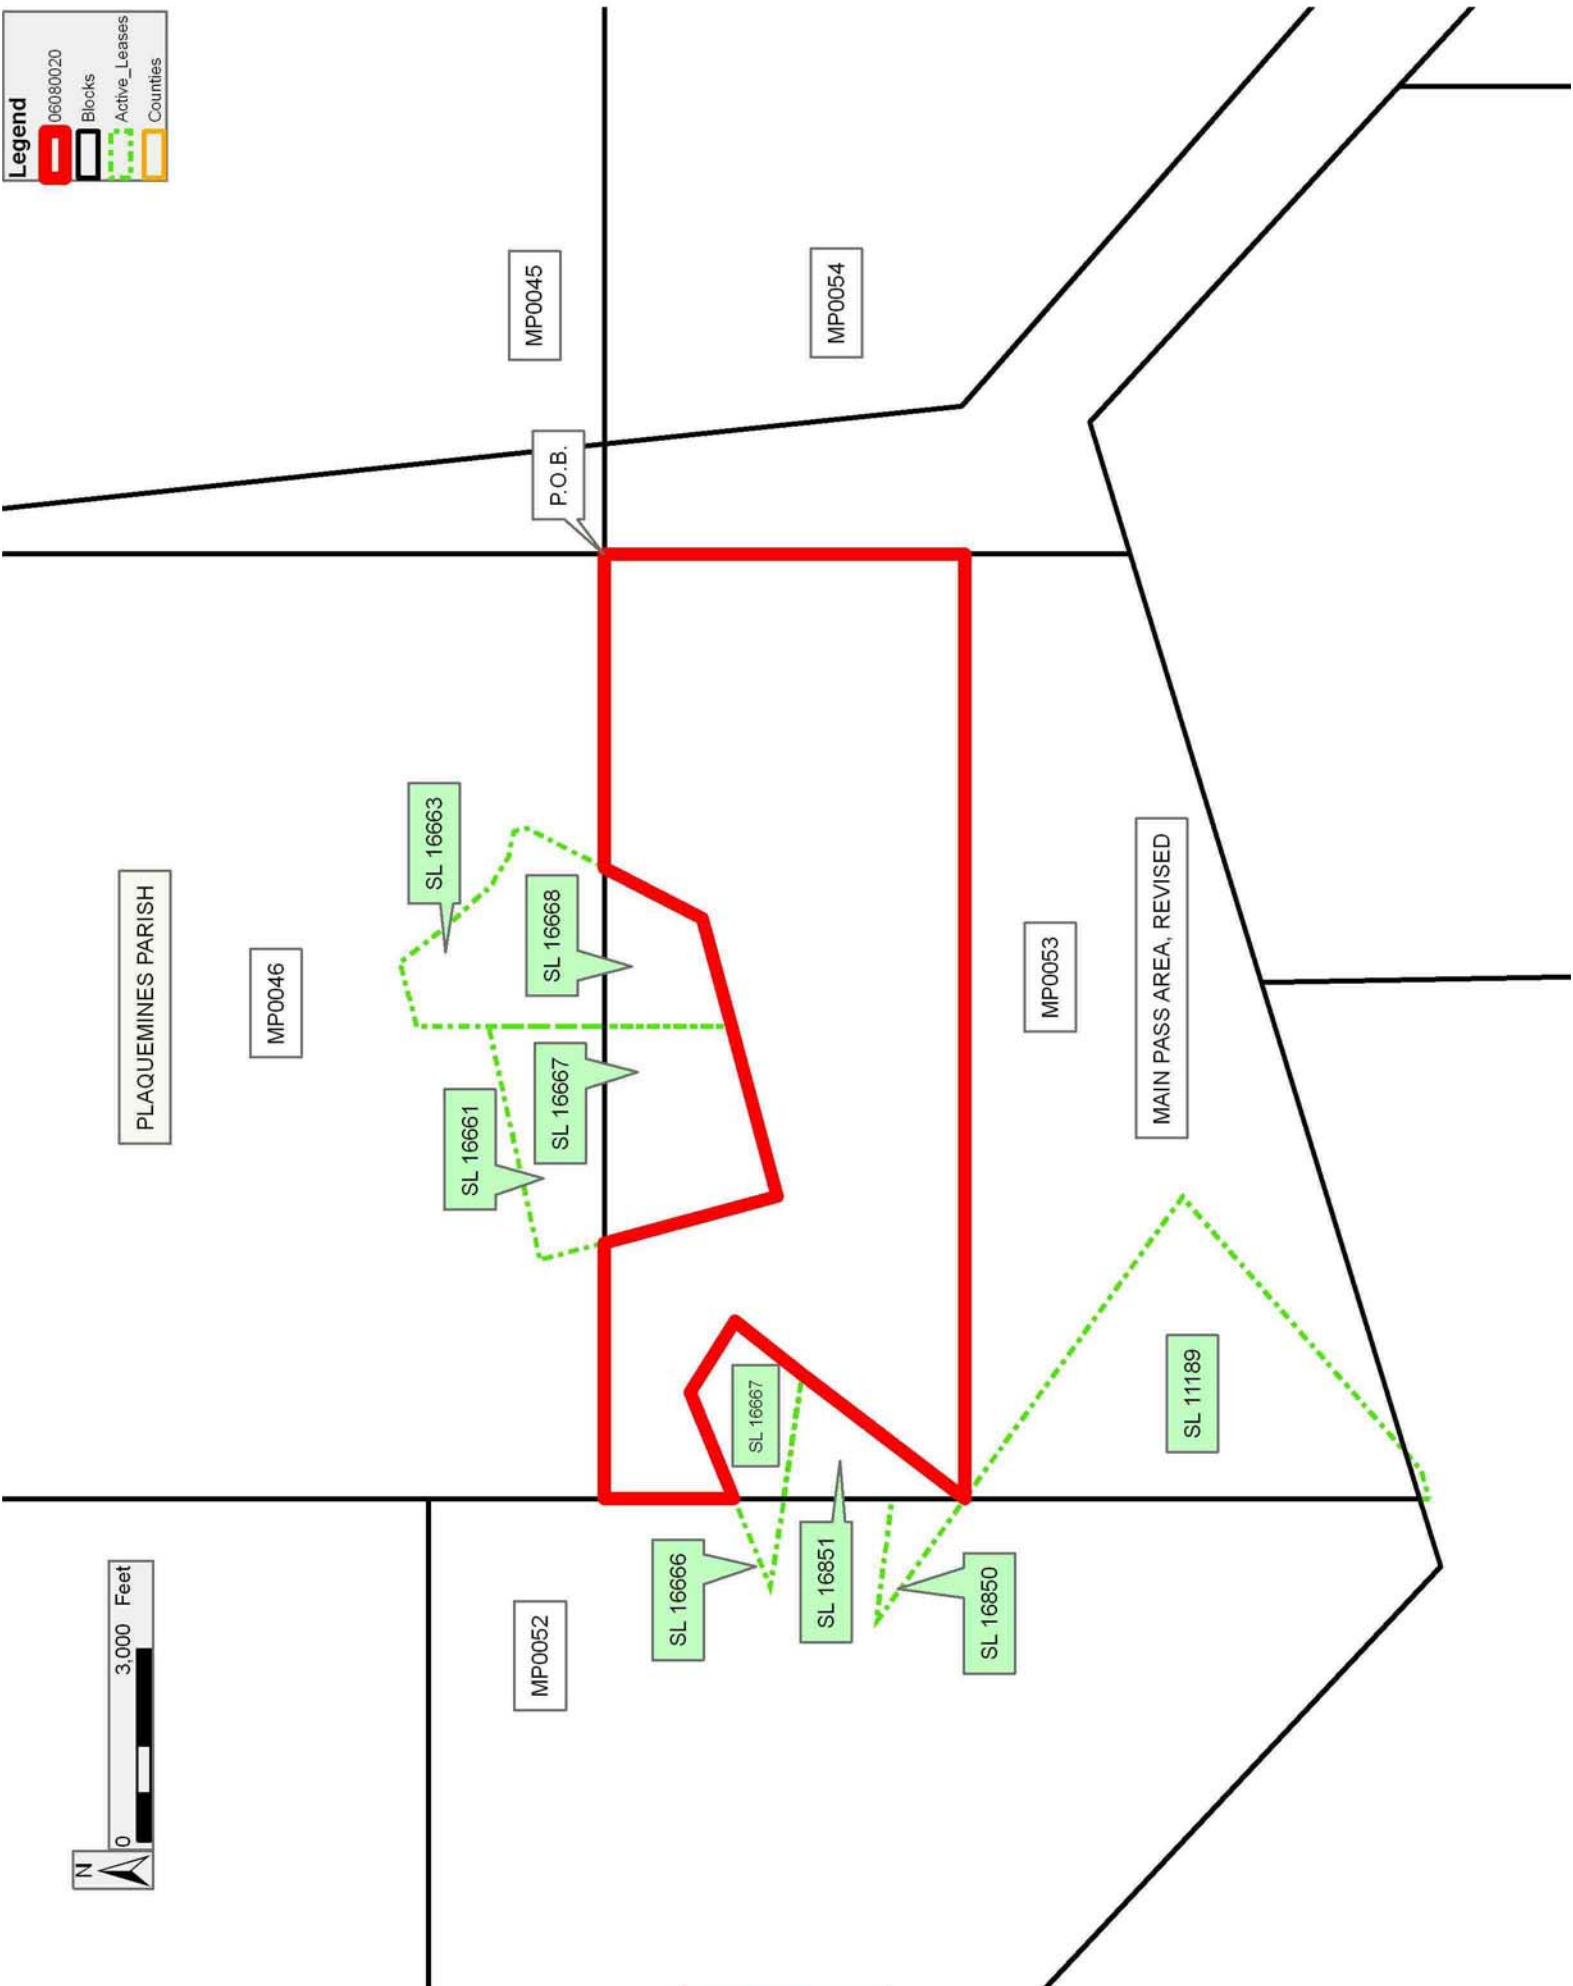 N
0 3,000 Feet
Legend
06080020
Blocks
Active_Leases
Counties
PLAQUEMINES PARISH
MP0046
SL 16663
SL 16661
SL 16668
SL 16667
P.O.B.
MP0045
MP0052
SL 16666
SL 16667
SL 16851
SL 16850
MP0054
MP0053
MAIN PASS AREA, REVISED
SL 11189